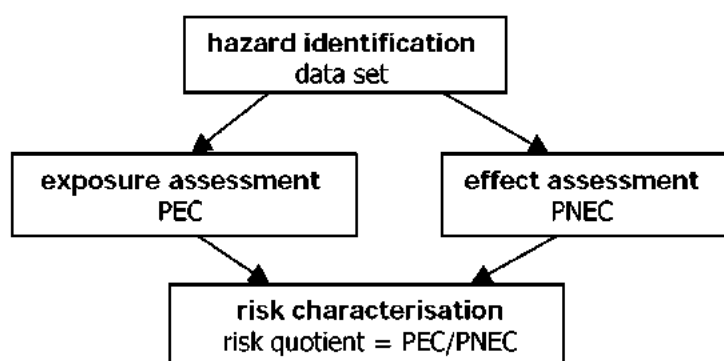 hazard identification
data set
exposure assessment
PEC
effect assessment
PNEC
risk characterisation
risk quotient = PEC/PNEC